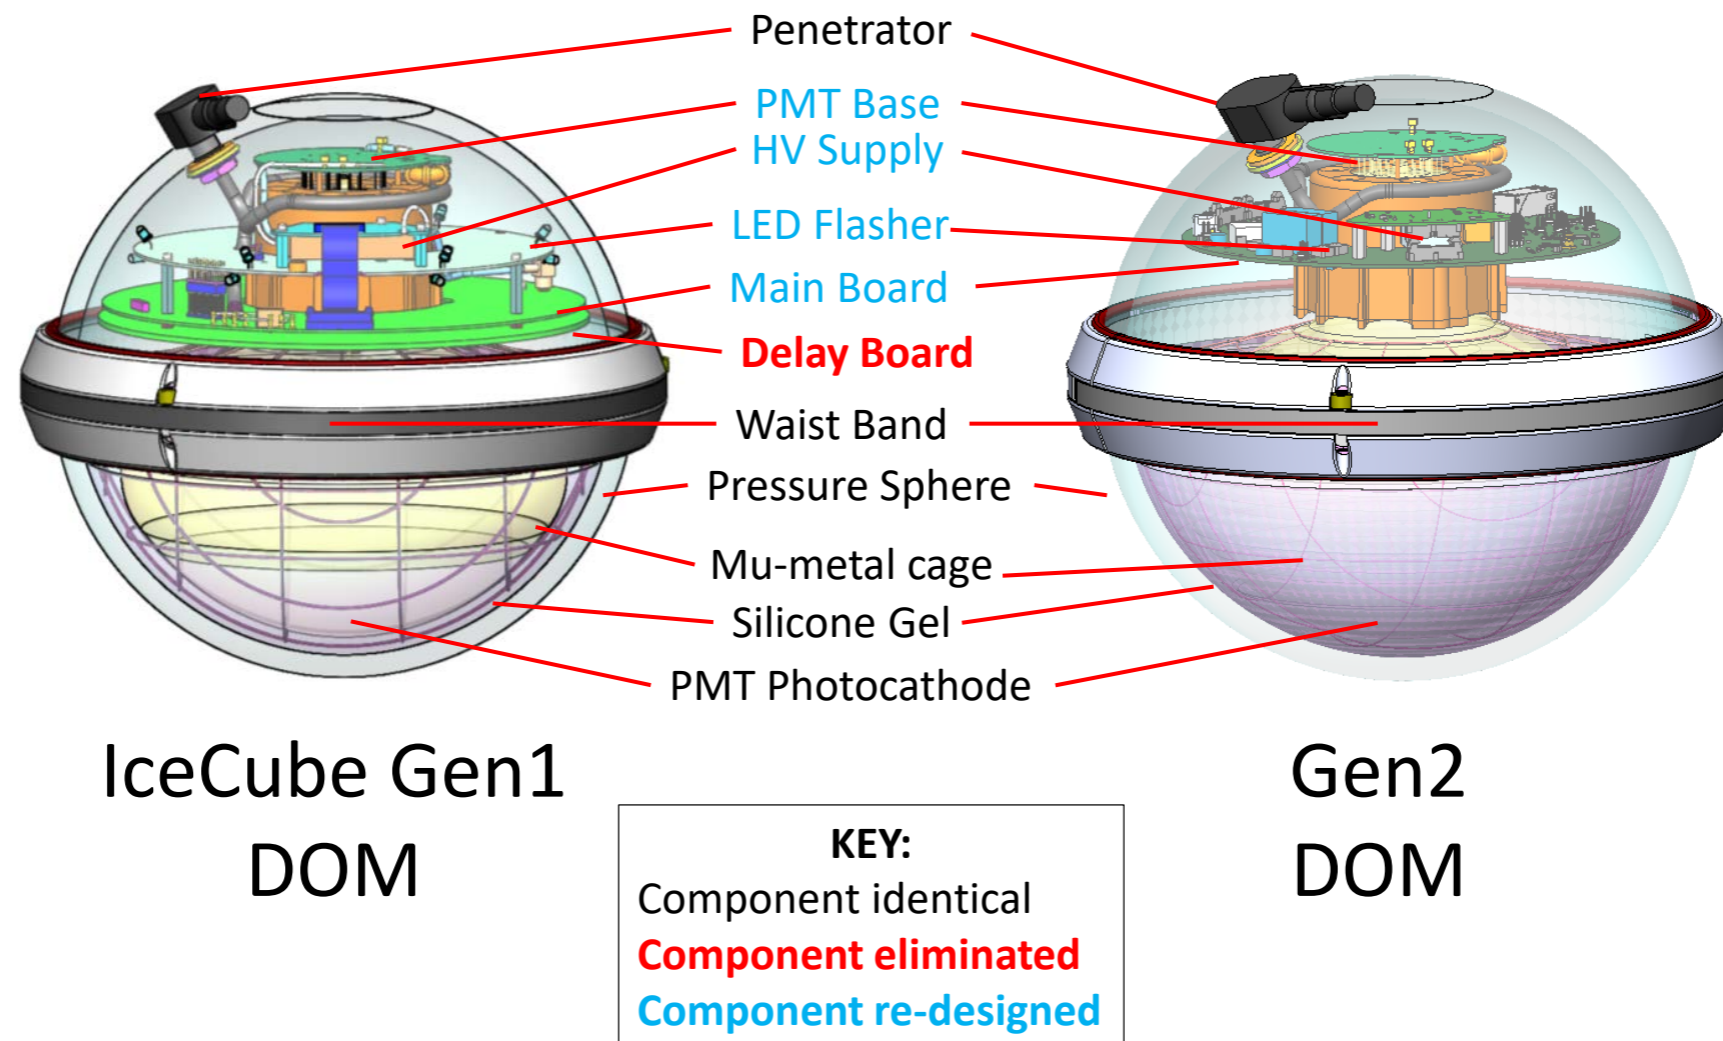 Penetrator
PMT Base
HV Supply
LED Flasher
Main Board
Delay Board
Waist Band
Pressure Sphere
Mu-metal cage
Silicone Gel
PMT Photocathode
IceCube Gen1
DOM
Gen2
DOM
KEY:
Component identical
Component eliminated
Component re-designed